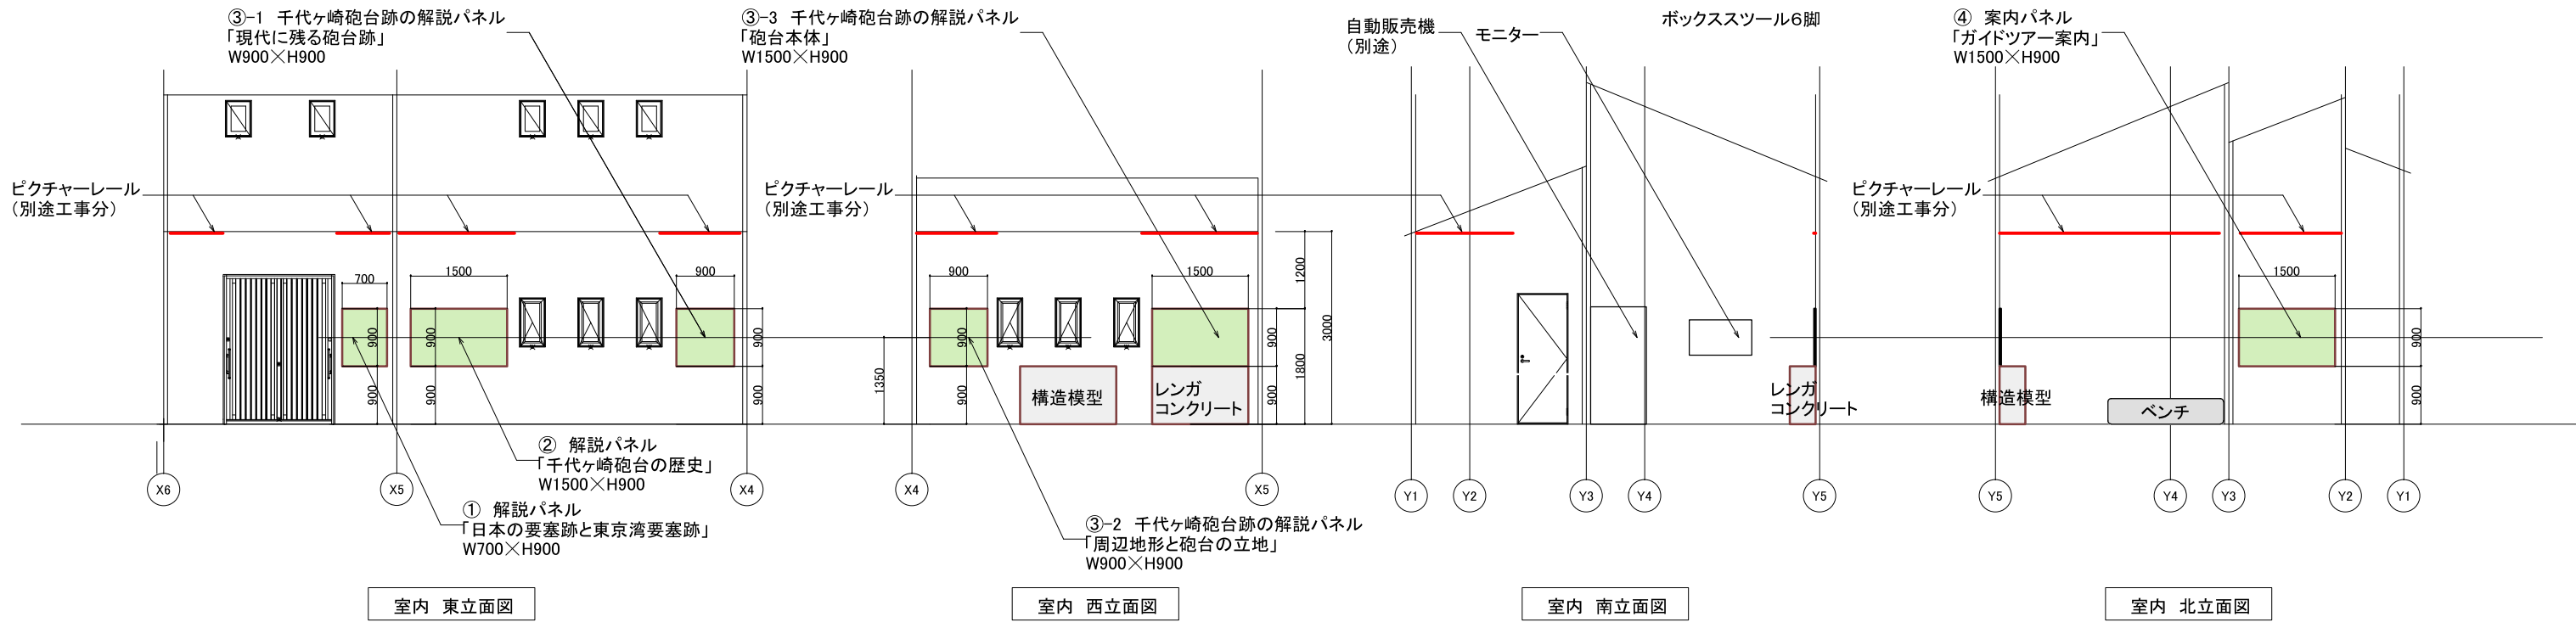 ③-1 千代ヶ崎砲台跡の解説パネル
「現代に残る砲台跡」
W900×H900
③-3 千代ヶ崎砲台跡の解説パネル
「砲台本体」
W1500×H900
自動販売機
（別途）
モニター
ボックススツール6脚
④ 案内パネル
「ガイドツアー案内」
W1500×H900
ピクチャーレール
（別途工事分）
ピクチャーレール
（別途工事分）
ピクチャーレール
（別途工事分）
700
1500
900
900
900
900
900
900
900
900
1500
1200
3000
1800
1350
900
900
900
900
1500
900
900
構造模型
レンガ
コンクリート
レンガ
コンクリート
構造模型
ベンチ
② 解説パネル
「千代ヶ崎砲台の歴史」
W1500×H900
① 解説パネル
「日本の要塞跡と東京湾要塞跡」
W700×H900
③-2 千代ヶ崎砲台跡の解説パネル
「周辺地形と砲台の立地」
W900×H900
X6
X5
X4
X4
X5
Y1
Y2
Y3
Y4
Y5
Y5
Y4
Y3
Y2
Y1
室内 東立面図
室内 西立面図
室内 南立面図
室内 北立面図